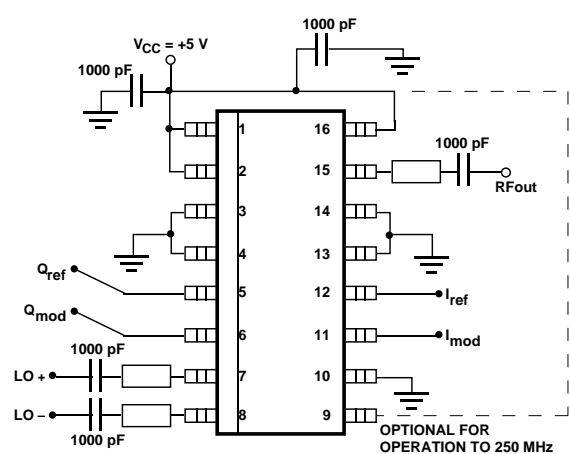 1000 pF
VCC = +5 V
1000 pF
1
16
1000 pF
2
15
RFout
3
14
4
13
Qref
5
12
Iref
Qmod
6
11
Imod
1000 pF
LO +
7
10
LO –
8
9
1000 pF
OPTIONAL FOR
OPERATION TO 250 MHz